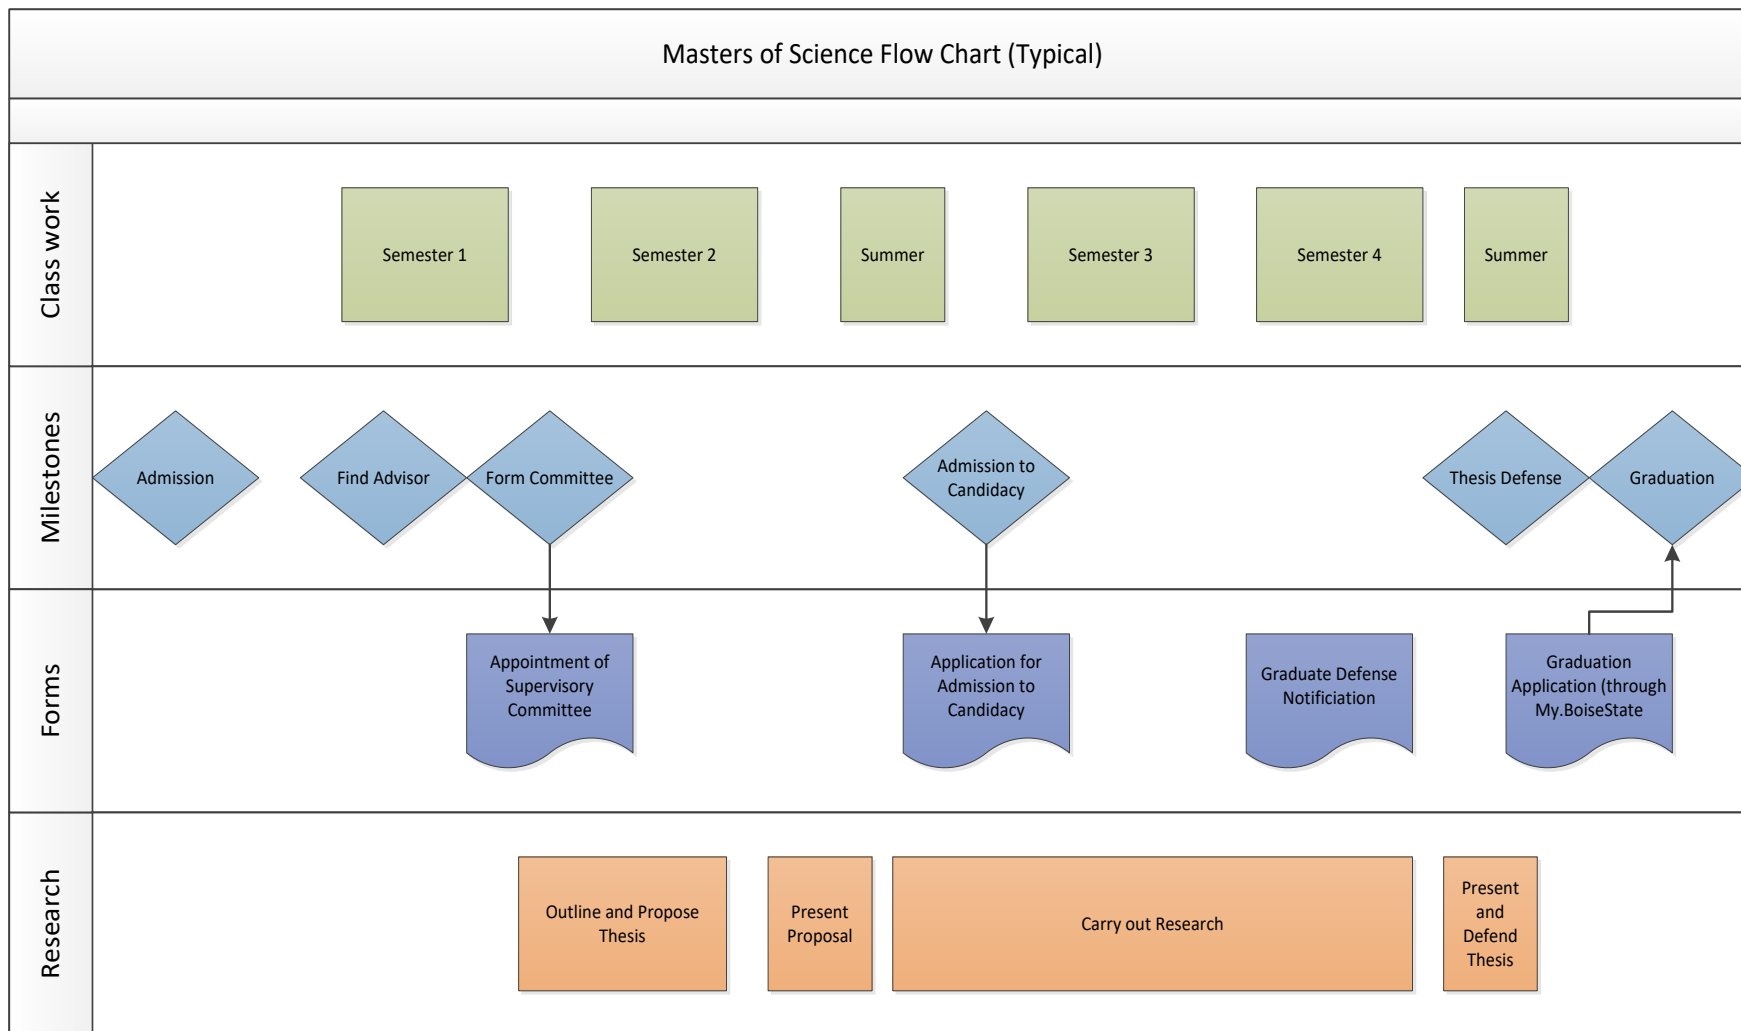 Masters of Science Flow Chart (Typical)
Class work
Semester 1
Semester 2
Summer
Semester 3
Semester 4
Summer
Milestones
Admission
Find Advisor
Form Committee
Admission to
Candidacy
Thesis Defense
Graduation
Forms
Appointment of
Supervisory
Committee
Application for
Admission to
Candidacy
Graduate Defense
Notificiation
Graduation
Application (through
My.BoiseState
Research
Outline and Propose
Thesis
Present
Proposal
Carry out Research
Present
and
Defend
Thesis